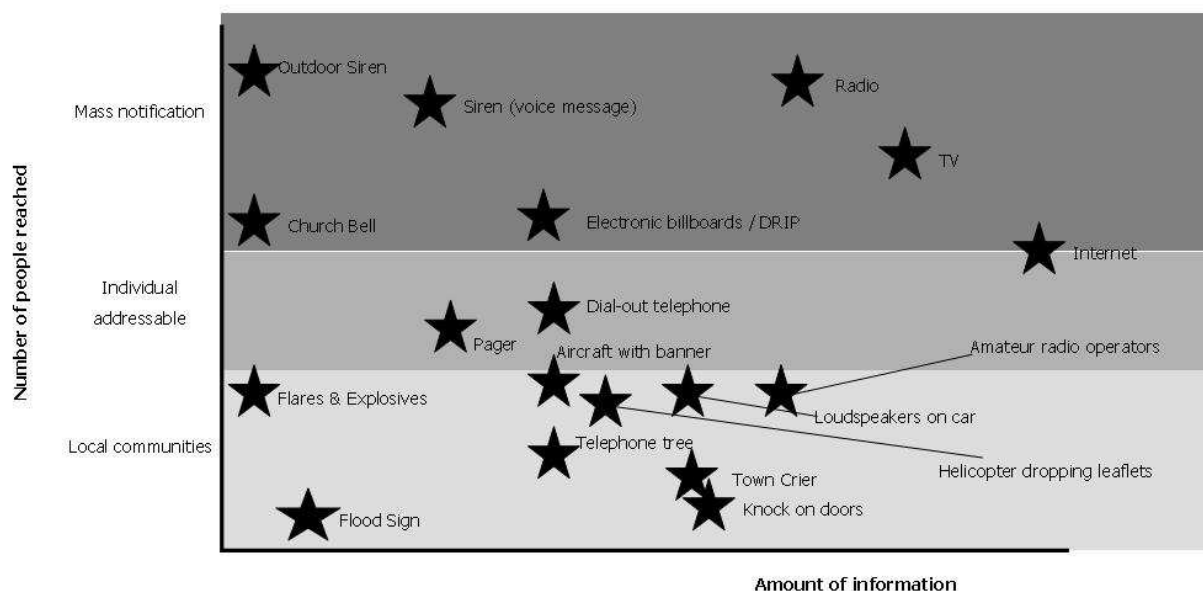 Outdoor Siren
Radio
Mass notification
Siren (voice message)
TV
Number of people reached
Church Bell
Electronic billboards / DRIP
Internet
Individual
addressable
Dial-out telephone
Pager
Aircraft with banner
Amateur radio operators
Flares & Explosives
Loudspeakers on car
Local communities
Telephone tree
Helicopter dropping leaflets
Town Crier
Knock on doors
Flood Sign
Amount of information